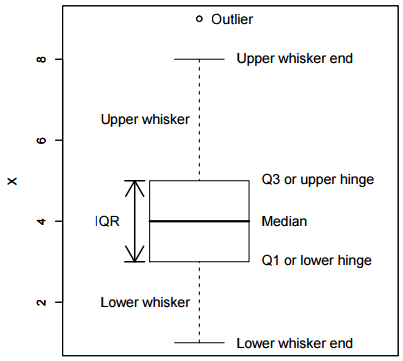 Outlier
8
Upper whisker end
6
Upper whisker
X
Q3 or upper hinge
4
IQR
Median
Q1 or lower hinge
2
Lower whisker
Lower whisker end